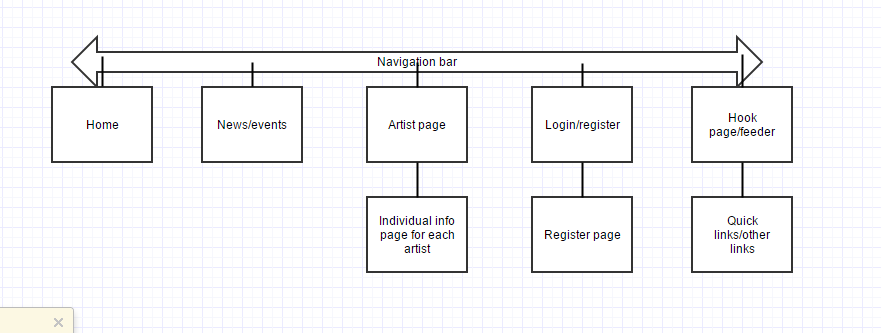 Navigation bar
Home
News/events
Artist page
Login/register
Hook
page/feeder
Individual info
page for each
artist
Register page
Quick
links/other
links